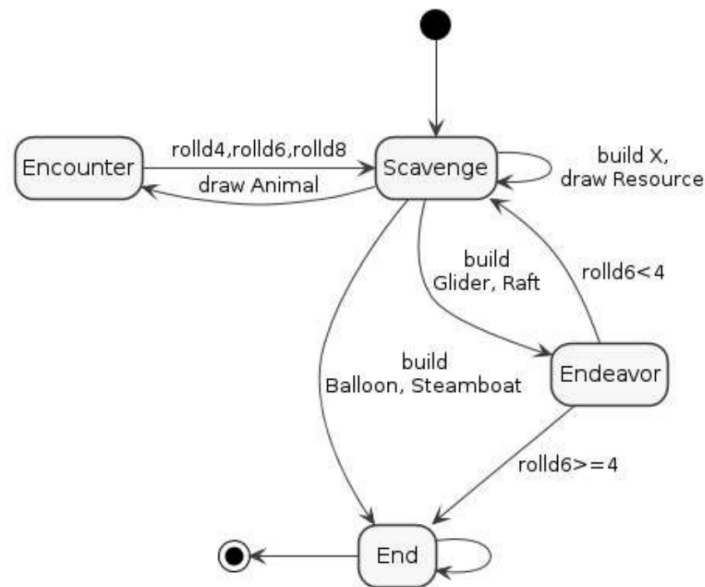 rolld4,rolld6,rolld8
Encounter
Scavenge
build X,
draw Resource
draw Animal
build
Glider, Raft
rolld6<4
build
Balloon, Steamboat
Endeavor
rolld6>=4
End